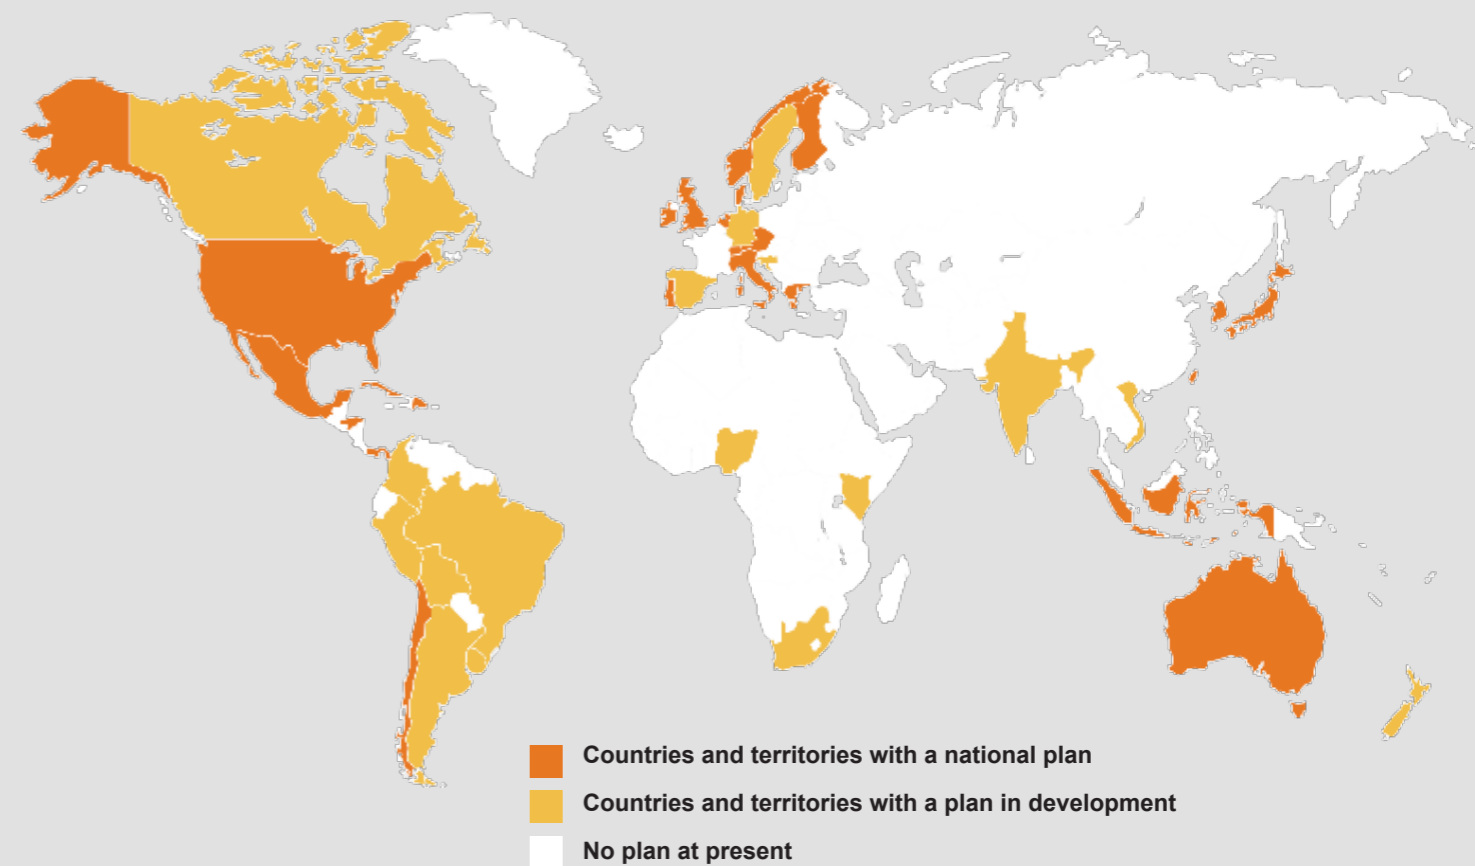 Countries and territories with a national plan
Countries and territories with a plan in development
No plan at present